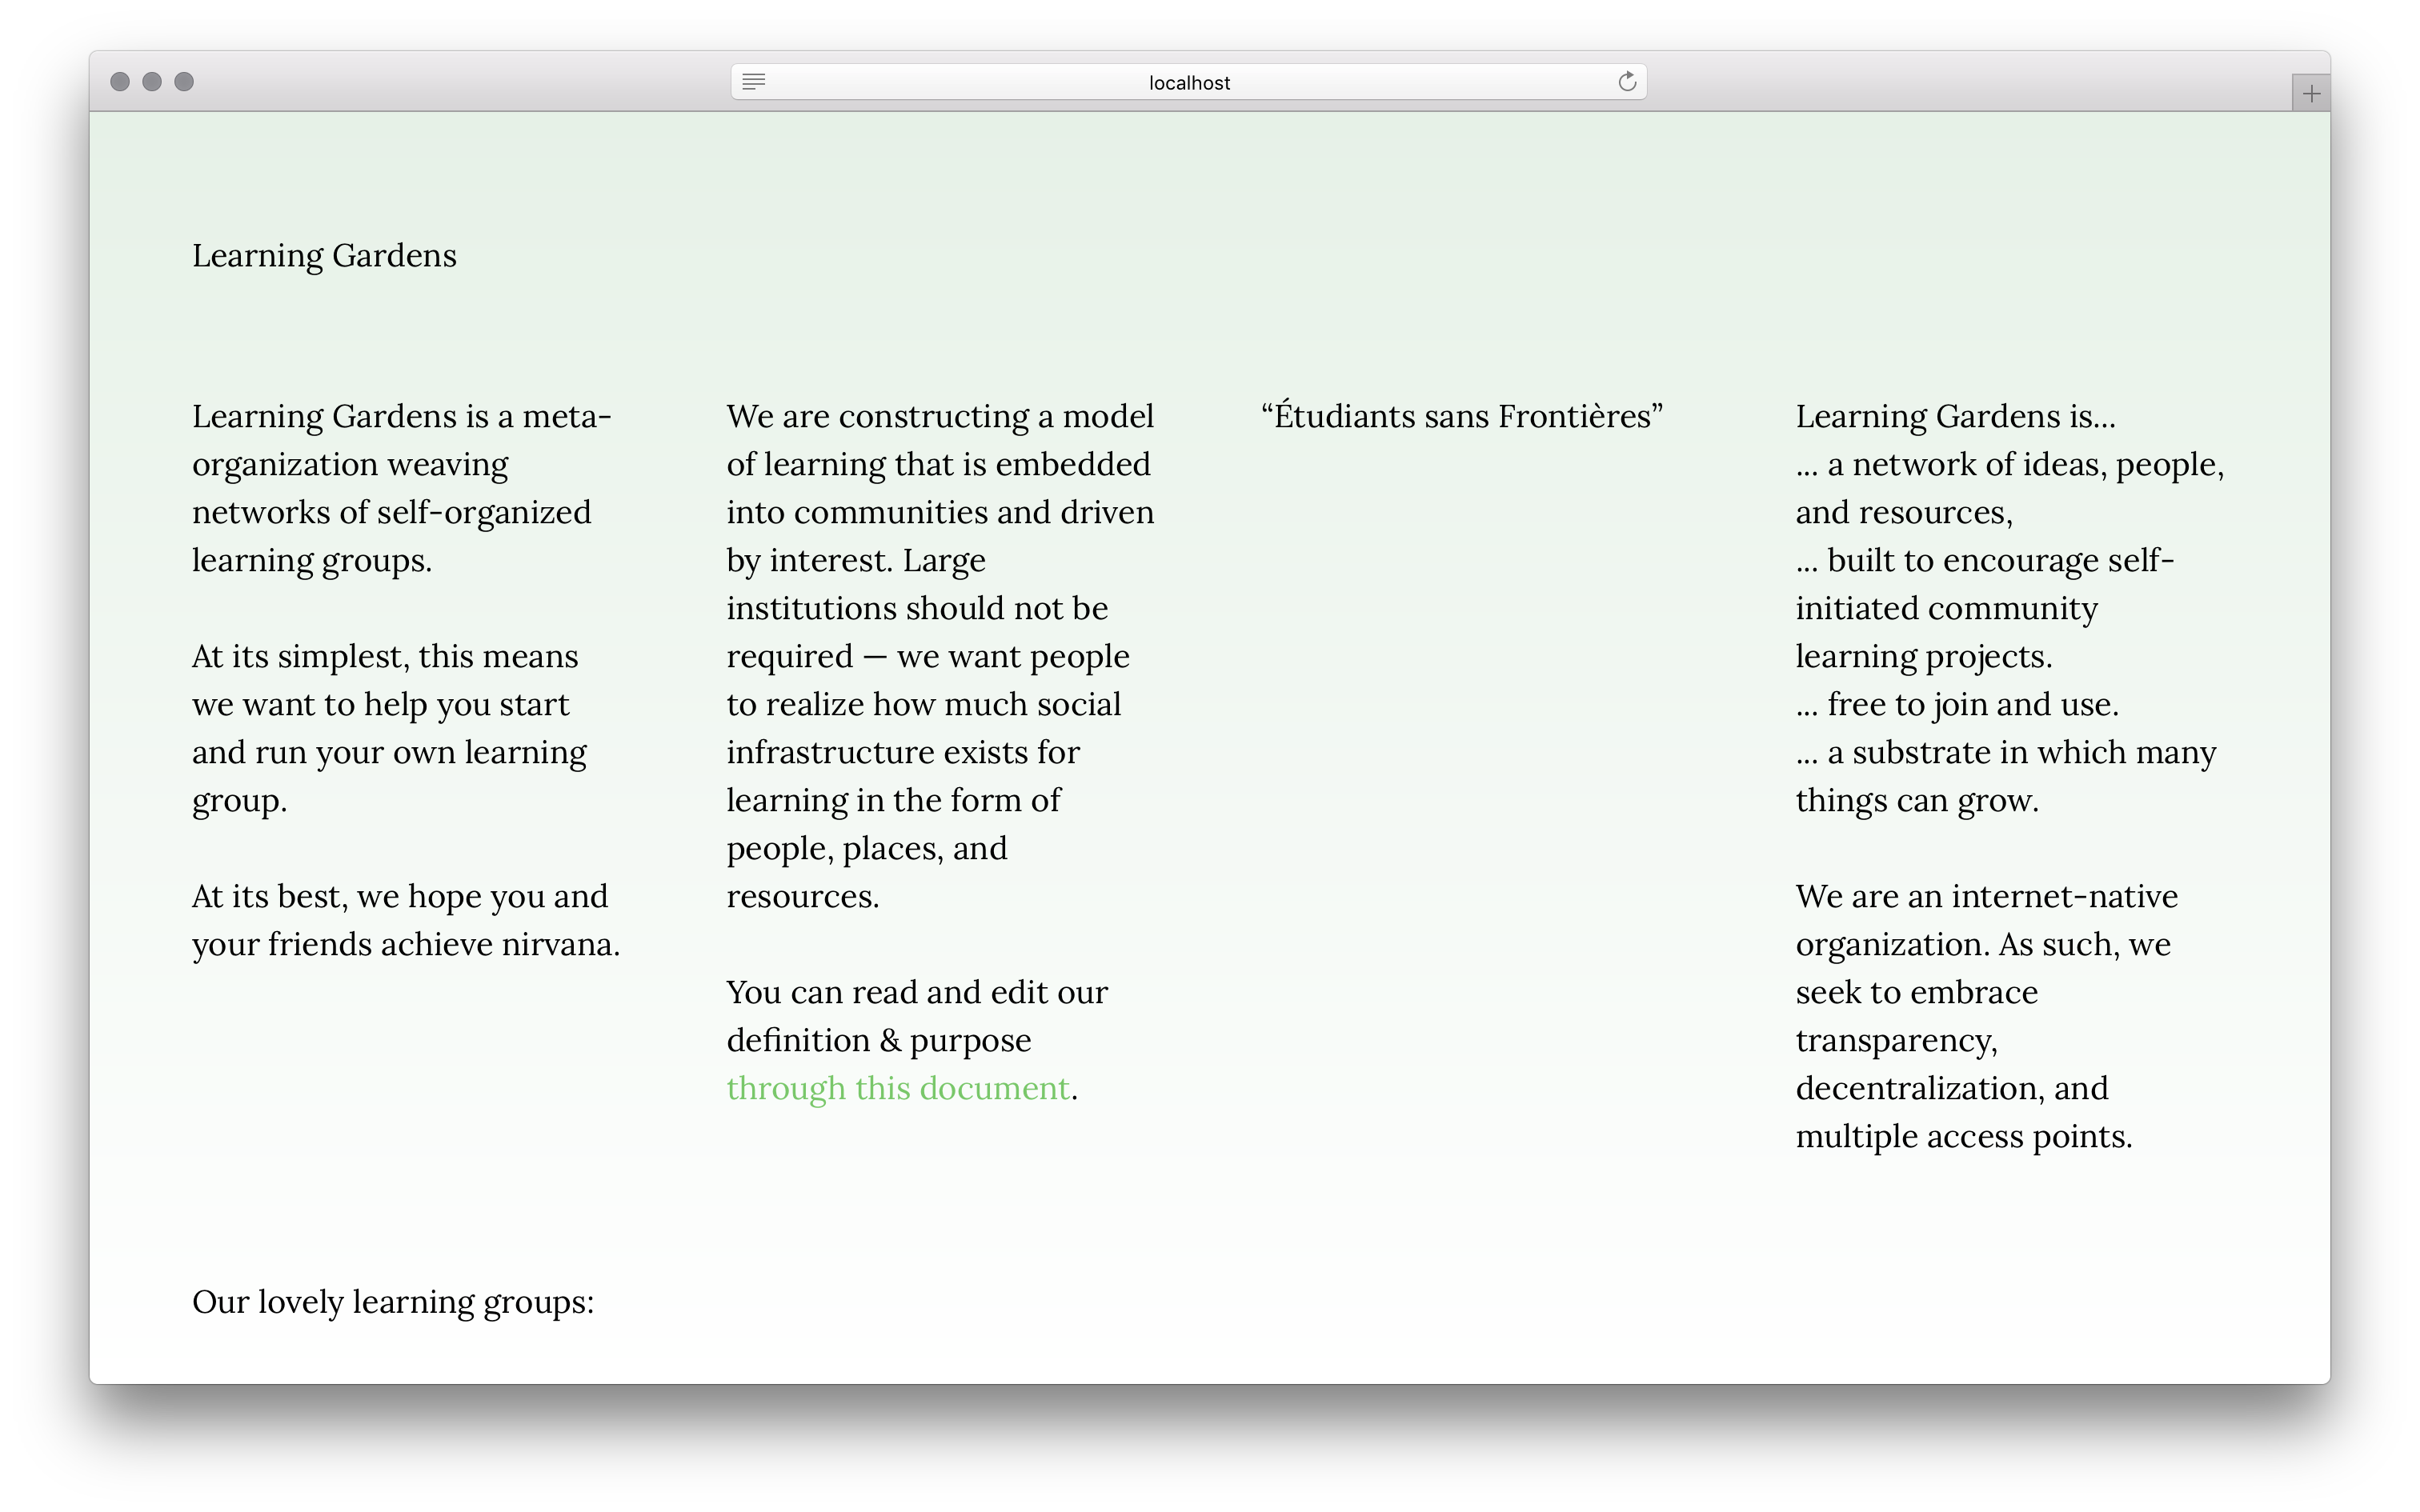 localhost
Learning Gardens
Learning Gardens is a meta-
organization weaving
networks of self-organized
learning groups.
At its simplest, this means
we want to help you start
and run your own learning
group.
At its best, we hope you and
your friends achieve nirvana.
We are constructing a model
of learning that is embedded
into communities and driven
by interest. Large
institutions should not be
required — we want people
to realize how much social
infrastructure exists for
learning in the form of
people, places, and
resources.
You can read and edit our
definition & purpose
through this document.
“Étudiants sans Frontières”
Learning Gardens is...
... a network of ideas, people,
and resources,
... built to encourage self-
initiated community
learning projects.
... free to join and use.
... a substrate in which many
things can grow.
We are an internet-native
organization. As such, we
seek to embrace
transparency,
decentralization, and
multiple access points.
Our lovely learning groups: